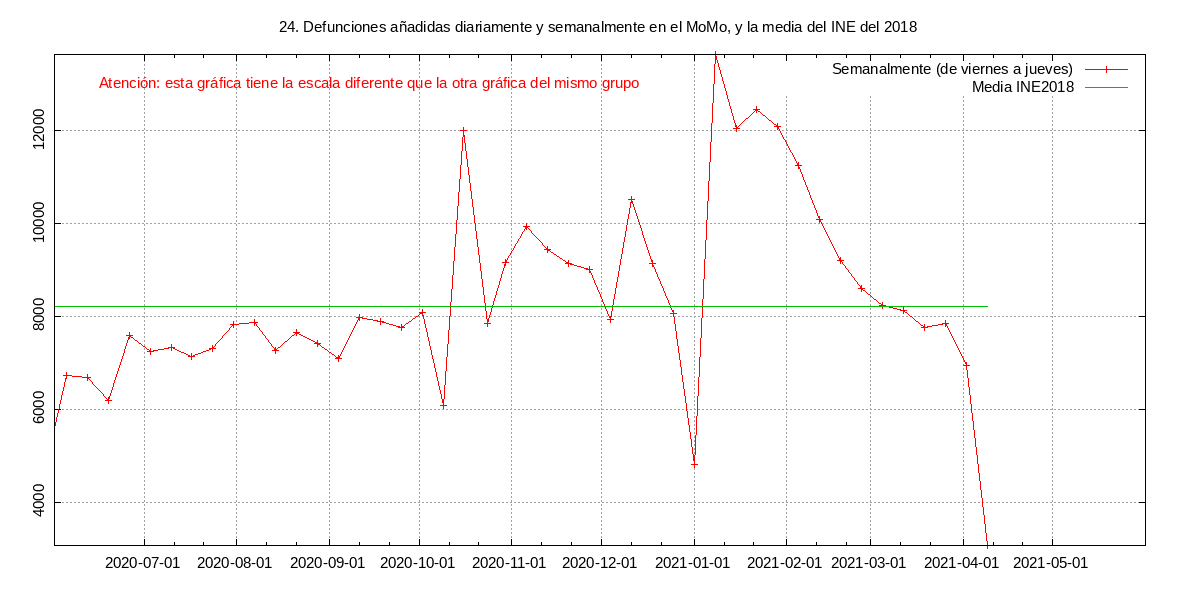 24. Defunciones añadidas diariamente y semanalmente en el MoMo, y la media del INE del 2018
Atención: esta gráfica tiene la escala diferente que la otra gráfica del mismo grupo
Semanalmente (de viernes a jueves)
Media INE2018
12000
10000
8000
6000
4000
2020-07-01 2020-08-01 2020-09-01 2020-10-01 2020-11-01 2020-12-01 2021-01-01 2021-02-01 2021-03-01 2021-04-01 2021-05-01